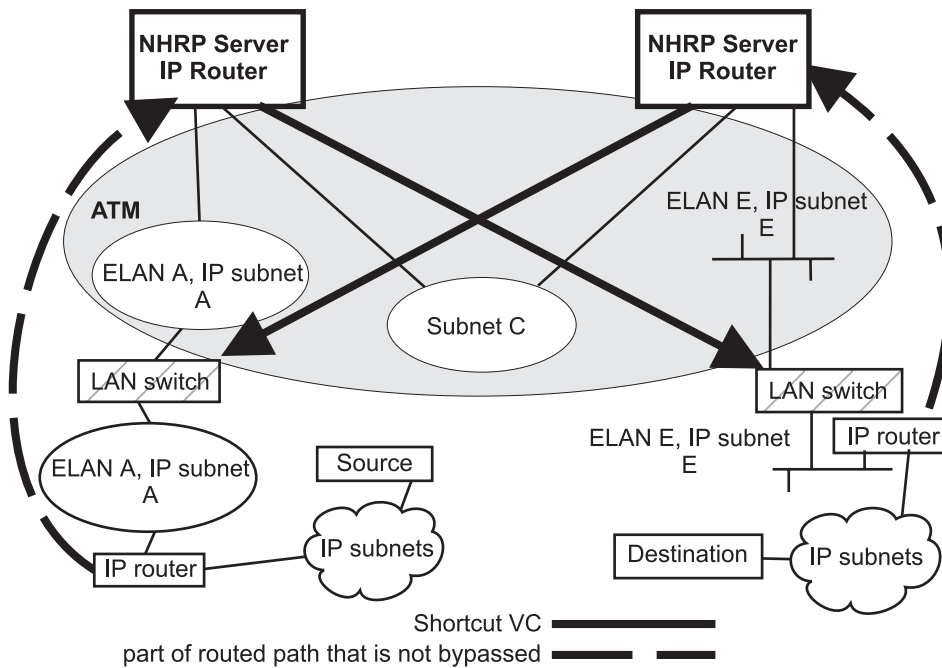 NHRP Server
IP Router
NHRP Server
IP Router
ATM
ELAN E, IP subnet
E
ELAN A, IP subnet
A
Subnet C
LAN switch
LAN switch
ELAN E, IP subnet
E
IP router
ELAN A, IP subnet
A
Source
IP subnets
IP router
Destination
IP subnets
Shortcut VC
part of routed path that is not bypassed